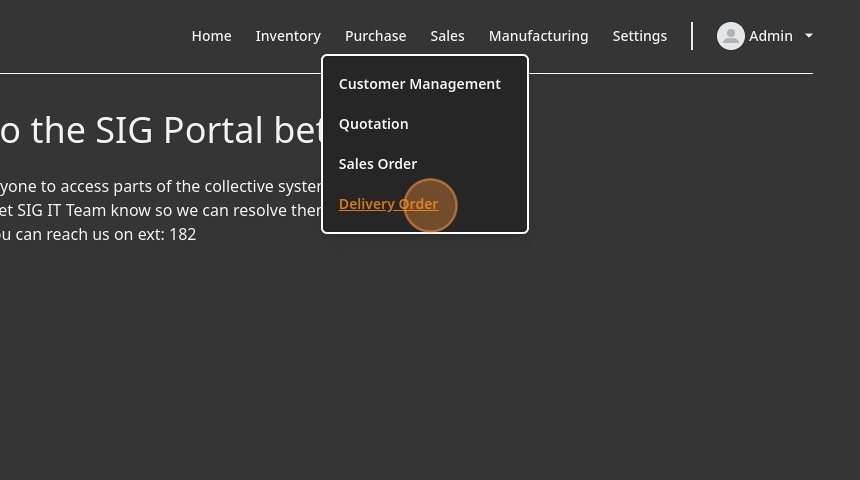 Home Inventory Purchase Sales Manufacturing Settings Admin
Customer Management
Quotation
Sales Order
Delivery Order
o the SIG Portal bet
yone to access parts of the collective syster
et SIG IT Team know so we can resolve ther
u can reach us on ext: 182